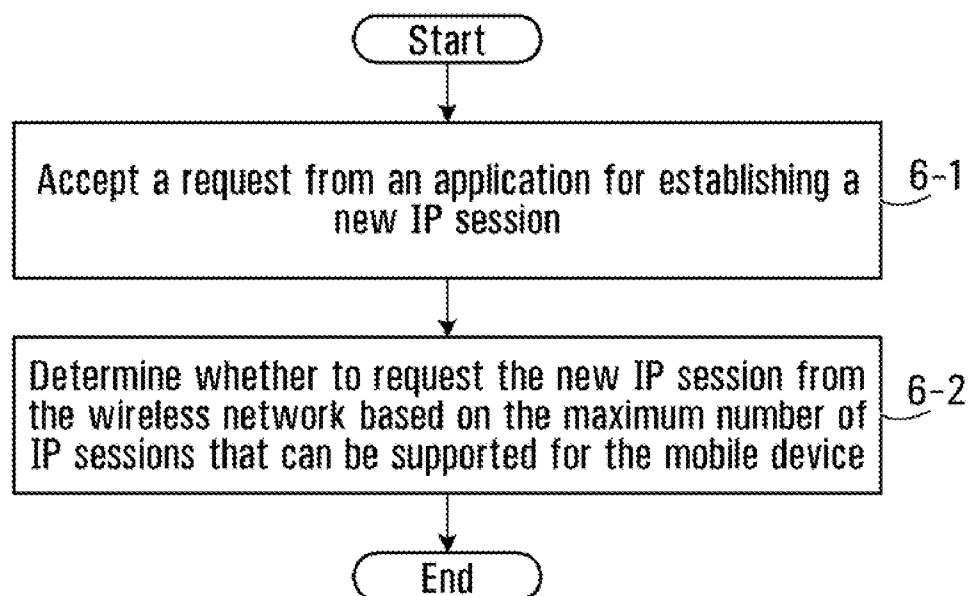 Start
Accept a request from an application for establishing a
new IP session
6-1
Determine whether to request the new IP session from
the wireless network based on the maximum number of
IP sessions that can be supported for the mobile device
6-2
End